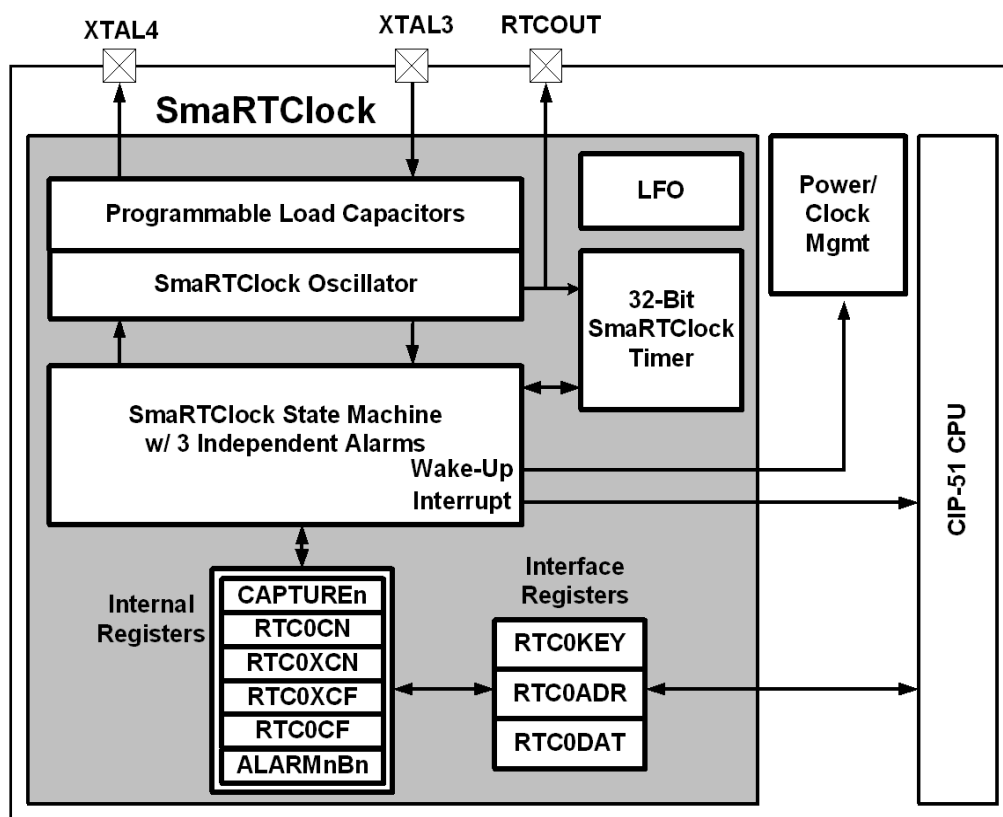 XTAL4
XTAL3
RTCOUT
SmaRTClock
Programmable Load Capacitors
SmaRTClock Oscillator
LFO
32-Bit
SmaRTClock
Timer
Power/
Clock
Mgmt
SmaRTClock State Machine
w/ 3 Independent Alarms
Wake-Up
Interrupt
CIP-51 CPU
Internal
Registers
CAPTUREn
RTC0CN
RTC0XCN
RTC0XCF
RTC0CF
ALARMnBn
Interface
Registers
RTC0KEY
RTC0ADR
RTC0DAT